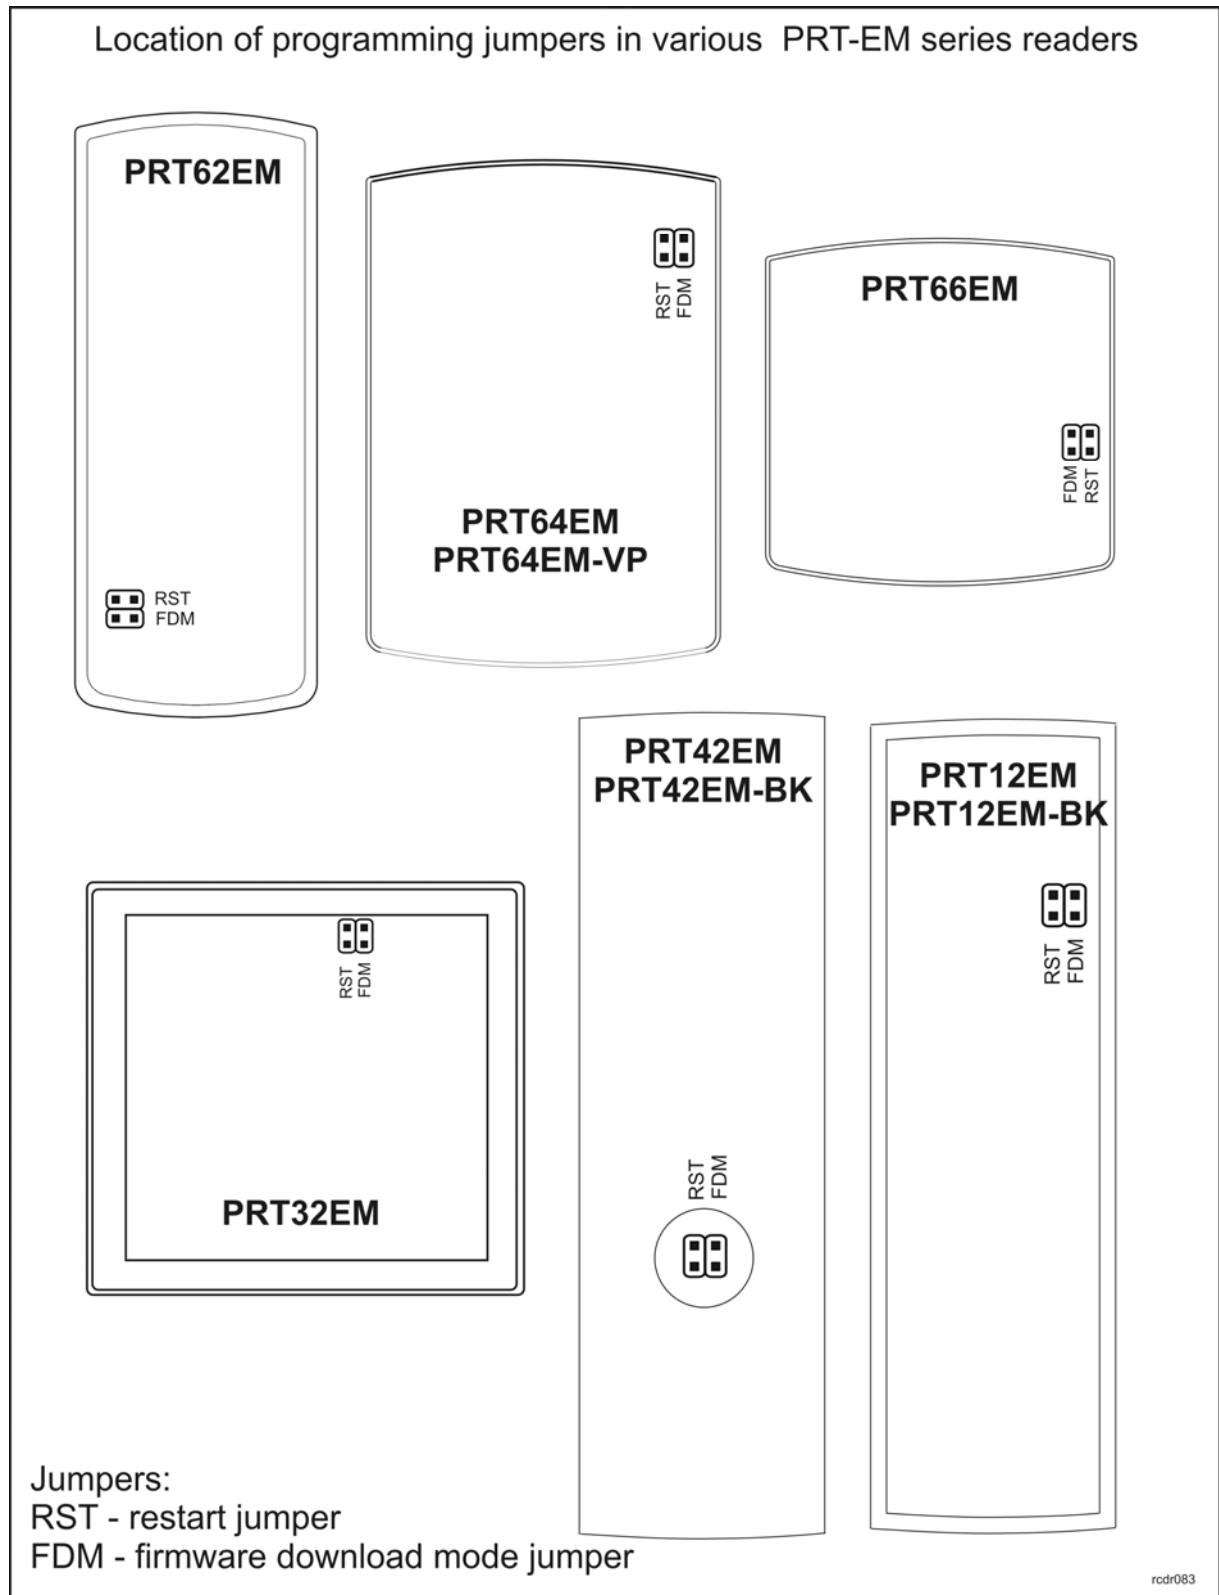 Location of programming jumpers in various PRT-EM series readers
PRT62EM
RST
FDM
RST
FDM
PRT64EM
PRT64EM-VP
PRT66EM
FDM
RST
RST
FDM
PRT32EM
PRT42EM
PRT42EM-BK
RST
FDM
PRT12EM
PRT12EM-BK
RST
FDM
Jumpers:
RST - restart jumper
FDM - firmware download mode jumper
rcdr083